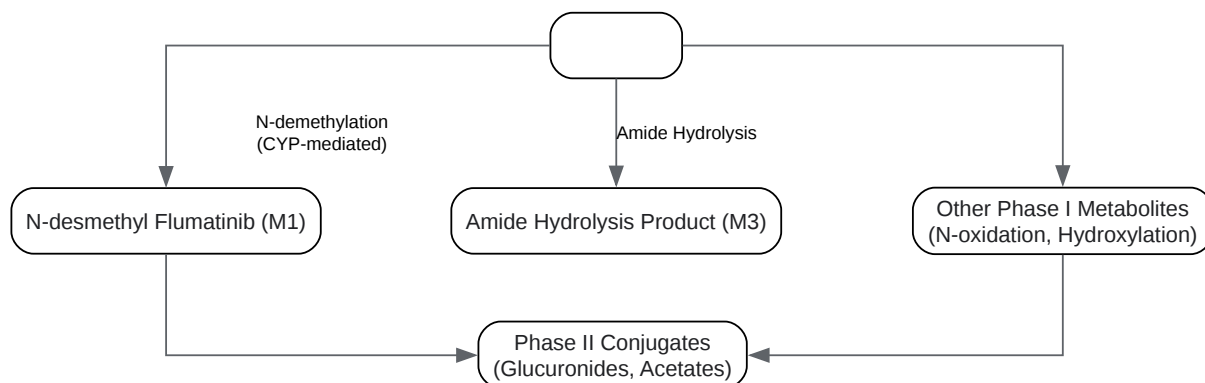 N-demethylation
(CYP-mediated)
Amide Hydrolysis
N-desmethyl Flumatinib (M1)
Amide Hydrolysis Product (M3)
Other Phase I Metabolites
(N-oxidation, Hydroxylation)
Phase II Conjugates
(Glucuronides, Acetates)